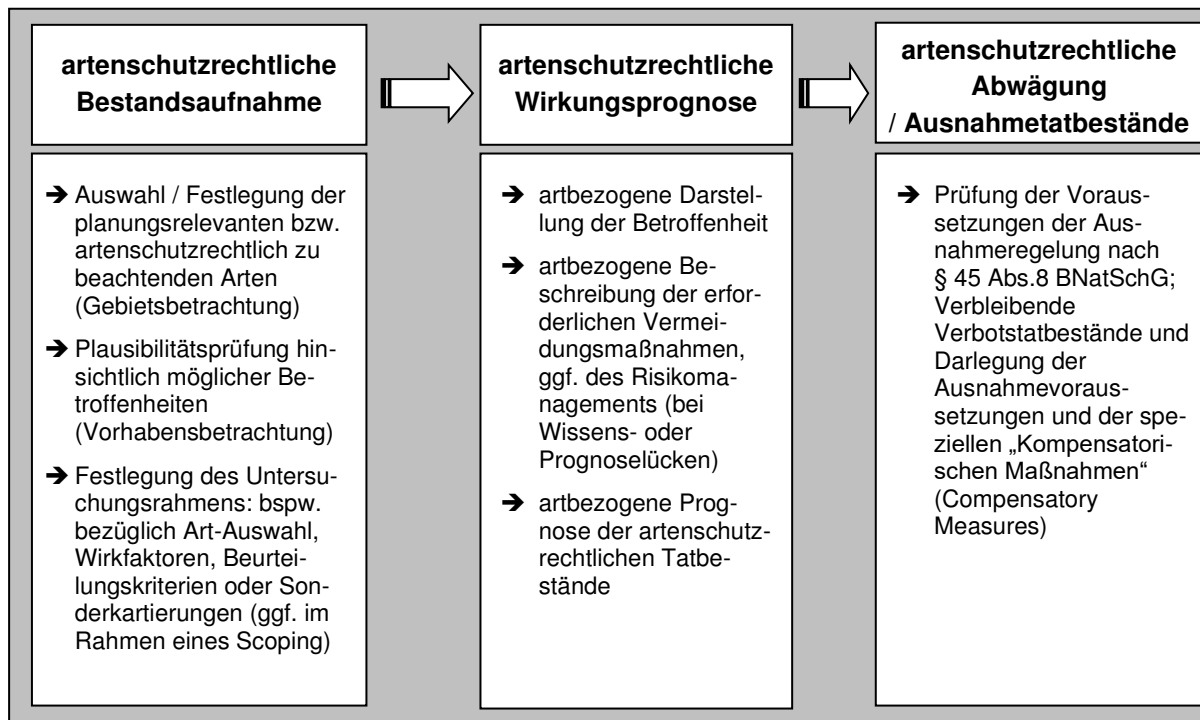 artenschutzrechtliche
Bestandsaufnahme
➔ Auswahl / Festlegung der
planungsrelevanten bzw.
artenschutzrechtlich zu
beachtenden Arten
(Gebietsbetrachtung)
➔ Plausibilitätsprüfung hin-
sichtlich möglicher Be-
troffenheiten
(Vorhabensbetrachtung)
➔ Festlegung des Untersu-
chungsrahmens: bspw.
bezüglich Art-Auswahl,
Wirkfaktoren, Beurtei-
lungskriterien oder Son-
derkartierungen (ggf. im
Rahmen eines Scoping)
artenschutzrechtliche
Wirkungsprognose
➔ artbezogene Darstel-
lung der Betroffenheit
➔ artbezogene Be-
schreibung der erfor-
derlichen Vermei-
dungsmaßnahmen,
ggf. des Risikoma-
nagements (bei
Wissens- oder
Prognoselücken)
➔ artbezogene Prog-
nose der artenschutz-
rechtlichen Tatbe-
stände
artenschutzrechtliche
Abwägung
/ Ausnahmetatbestände
➔ Prüfung der Voraus-
setzungen der Aus-
nahmeregelung nach
§ 45 Abs.8 BNatSchG;
Verbleibende
Verbotstatbestände und
Darlegung der
Ausnahmevoraus-
setzungen und der spe-
ziellen „Kompensatori-
schen Maßnahmen“
(Compensatory
Measures)